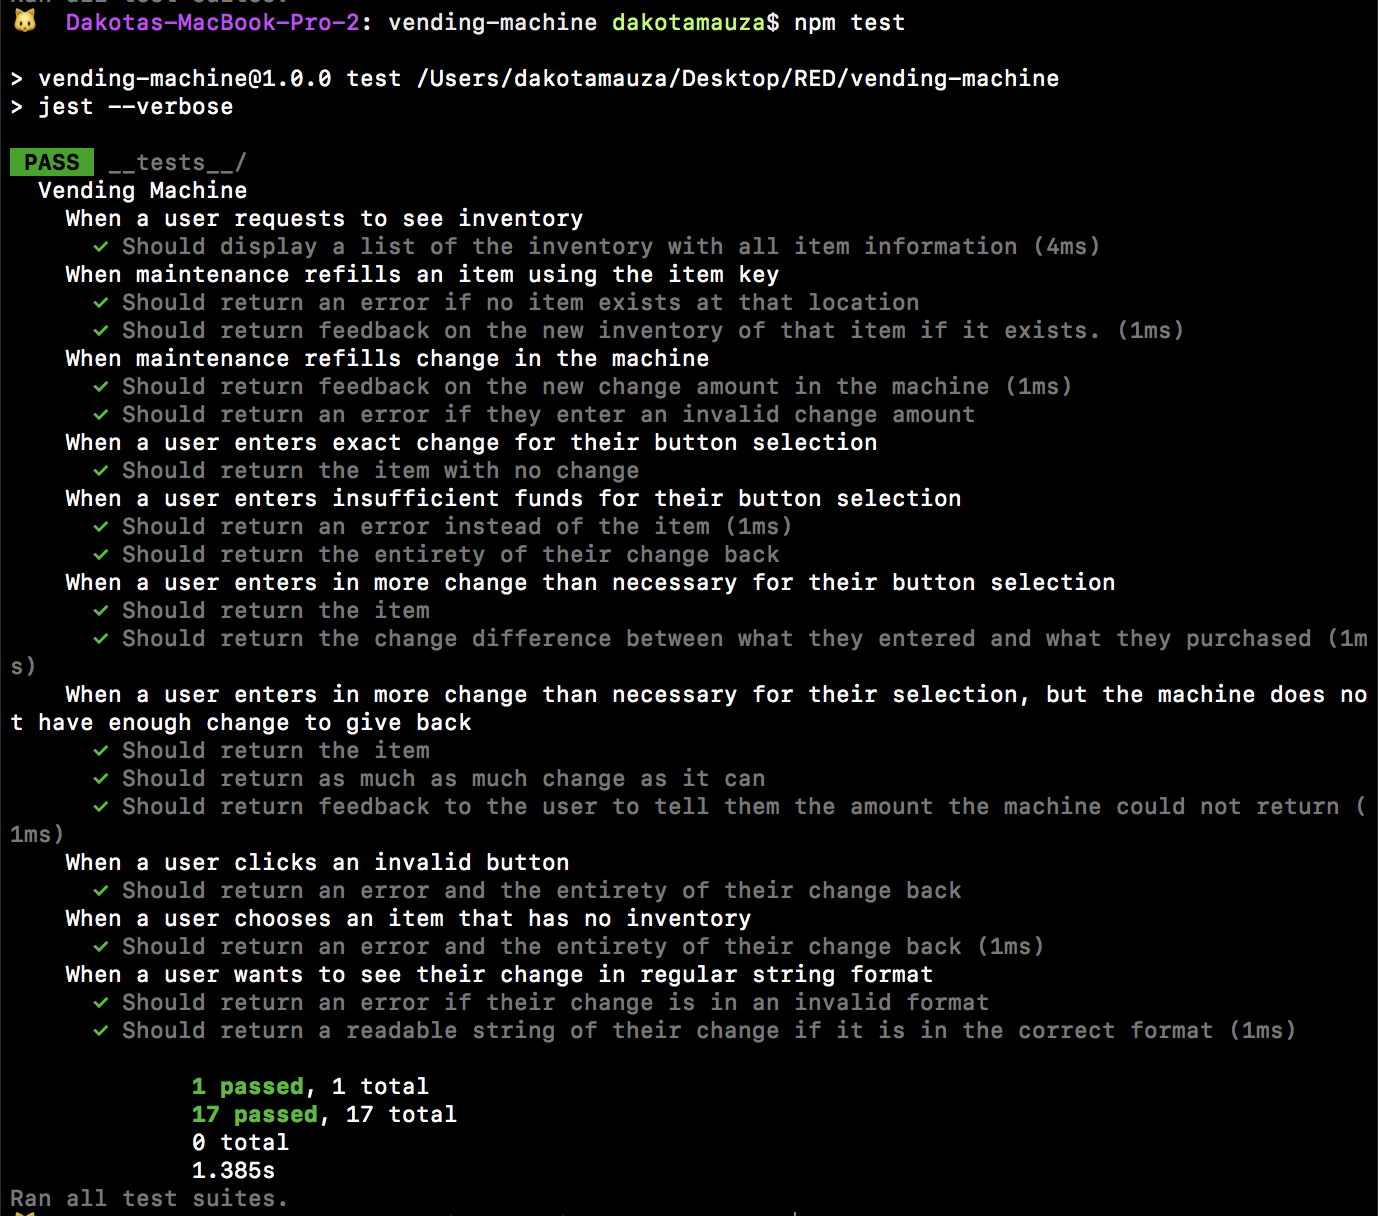 Ran all test suites.
Dakotas-MacBook-Pro-2: vending-machine dakotamauza$ npm test
> vending-machine@1.0.0 test /Users/dakotamauza/Desktop/RED/vending-machine
> jest --verbose
PASS __tests__/
Vending Machine
When a user requests to see inventory
✓ Should display a list of the inventory with all item information (4ms)
When maintenance refills an item using the item key
✓ Should return an error if no item exists at that location
✓ Should return feedback on the new inventory of that item if it exists. (1ms)
When maintenance refills change in the machine
✓ Should return feedback on the new change amount in the machine (1ms)
✓ Should return an error if they enter an invalid change amount
When a user enters exact change for their button selection
✓ Should return the item with no change
When a user enters insufficient funds for their button selection
✓ Should return an error instead of the item (1ms)
✓ Should return the entirety of their change back
When a user enters in more change than necessary for their button selection
✓ Should return the item
✓ Should return the change difference between what they entered and what they purchased (1m
s)
When a user enters in more change than necessary for their selection, but the machine does no
t have enough change to give back
✓ Should return the item
✓ Should return as much as much change as it can
✓ Should return feedback to the user to tell them the amount the machine could not return (
1ms)
When a user clicks an invalid button
✓ Should return an error and the entirety of their change back
When a user chooses an item that has no inventory
✓ Should return an error and the entirety of their change back (1ms)
When a user wants to see their change in regular string format
✓ Should return an error if their change is in an invalid format
✓ Should return a readable string of their change if it is in the correct format (1ms)
1 passed, 1 total
17 passed, 17 total
0 total
1.385s
Ran all test suites.